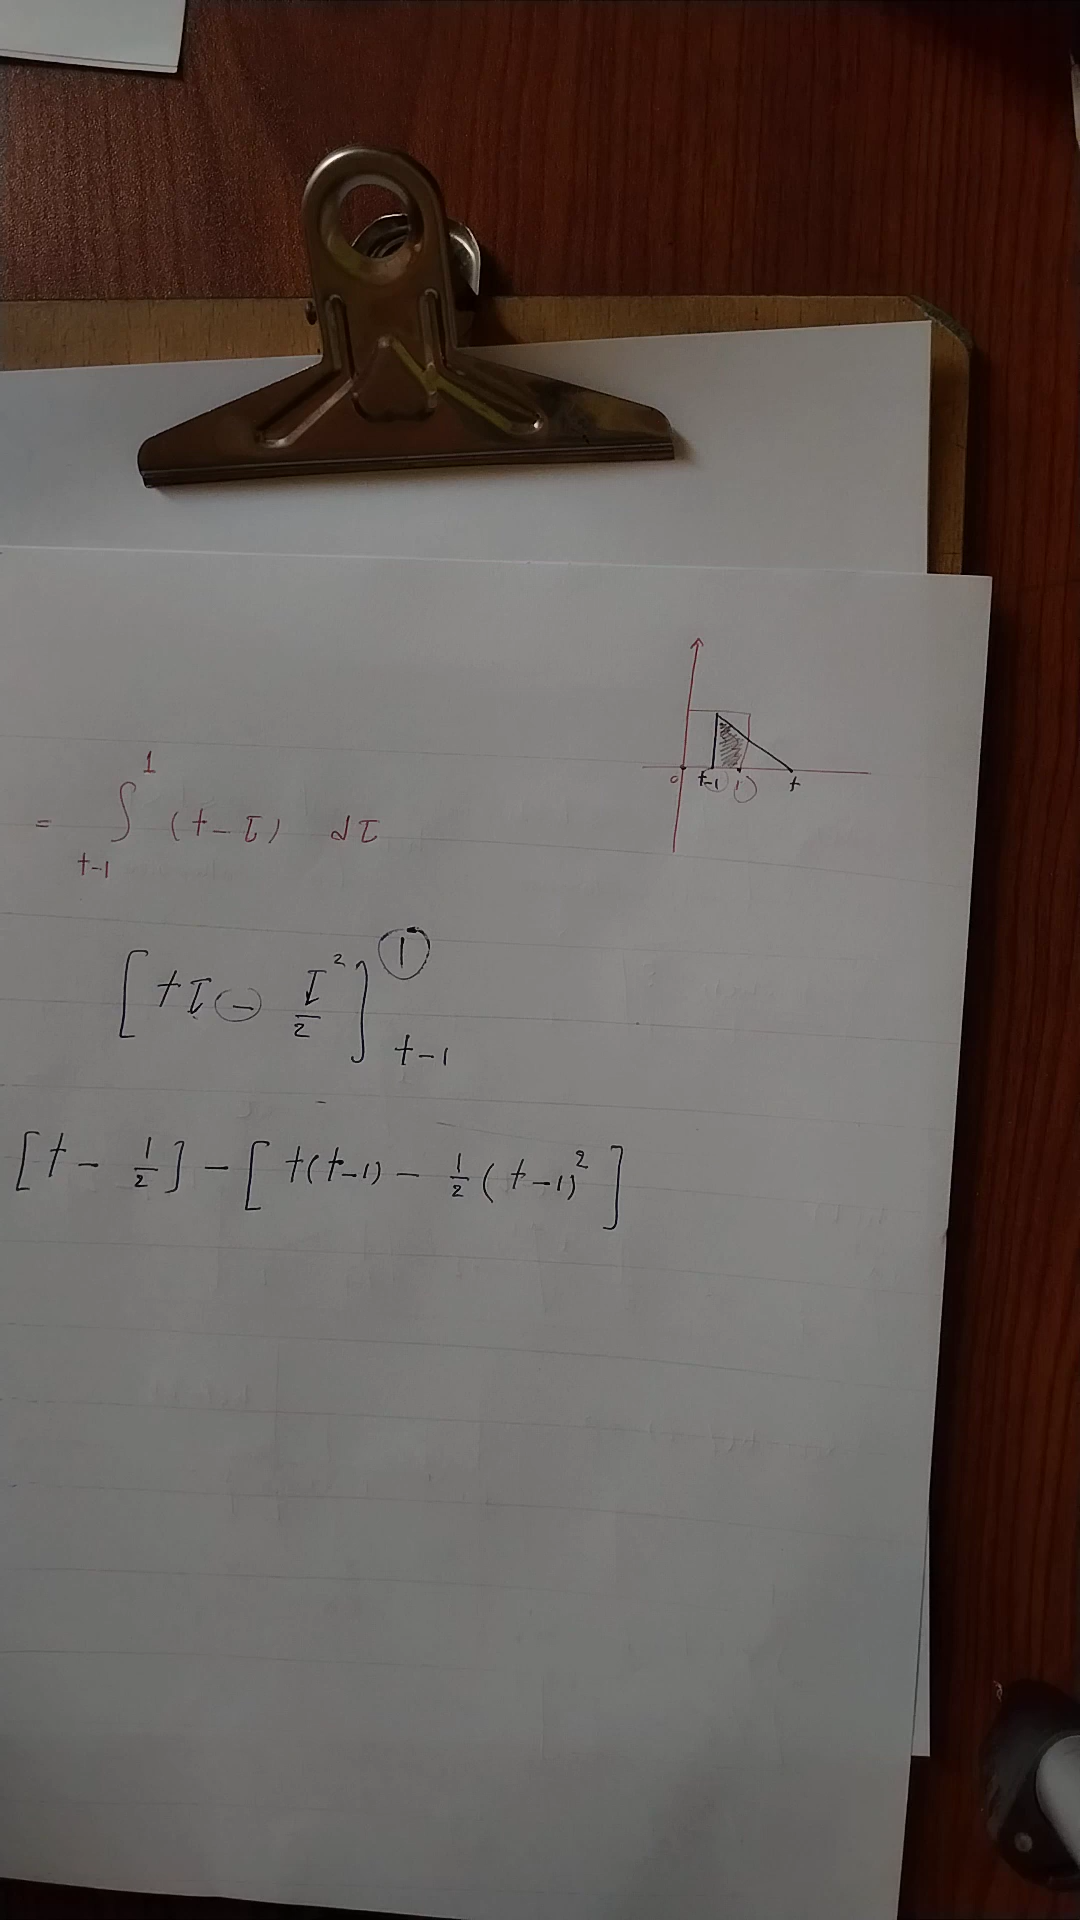 0 t-1 1 t
= ∫_{t-1}^{1} (t-τ) dτ
[tτ - τ²/2]_{t-1}^{1}
[t - 1/2] - [t(t-1) - 1/2 (t-1)²]